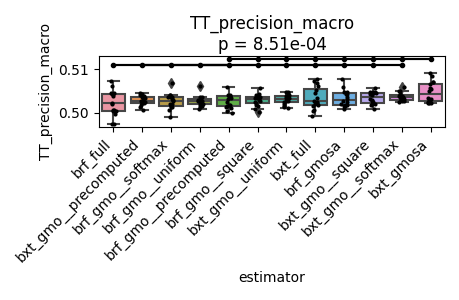 TT_precision_macro
p = 8.51e-04
TT_precision_macro
0.51
0.50
brf_full
bxt_gmo__precomputed
brf_gmo__softmax
brf_gmo__uniform
brf_gmo__precomputed
brf_gmo__square
bxt_gmo__uniform
bxt_full
brf_gmosa
bxt_gmo__square
bxt_gmo__softmax
bxt_gmosa
estimator